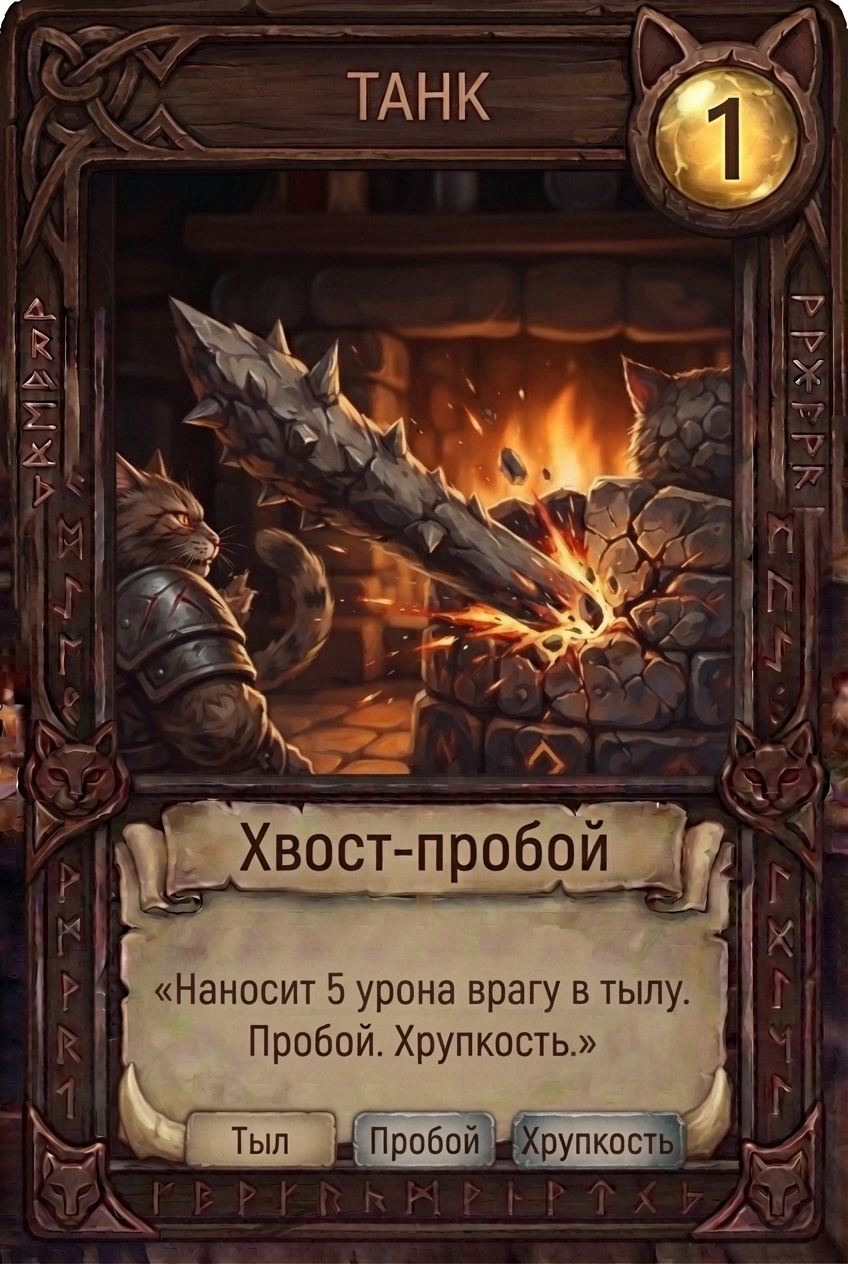 ТАНК
1
Хвост-пробой
«Наносит 5 урона врагу в тылу.
Пробой. Хрупкость.»
Тыл
Пробой
Хрупкость